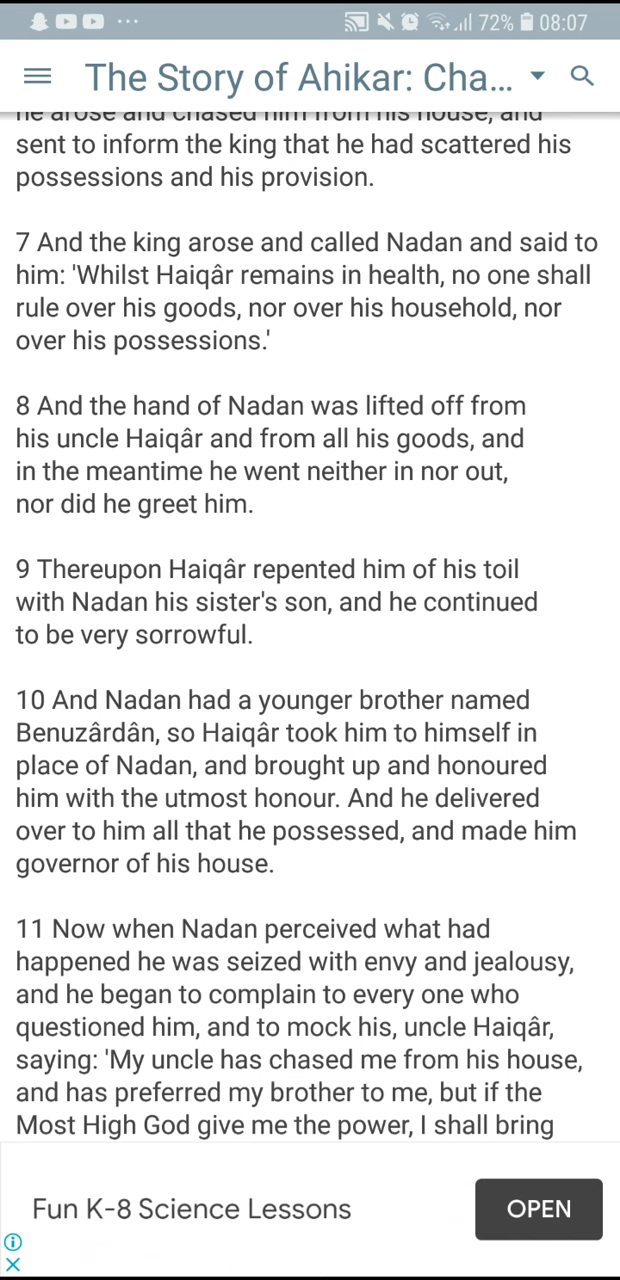 72% 08:07
The Story of Ahikar: Cha...
he arose and chased him from his house, and
sent to inform the king that he had scattered his
possessions and his provision.
7 And the king arose and called Nadan and said to
him: 'Whilst Haiqâr remains in health, no one shall
rule over his goods, nor over his household, nor
over his possessions.'
8 And the hand of Nadan was lifted off from
his uncle Haiqâr and from all his goods, and
in the meantime he went neither in nor out,
nor did he greet him.
9 Thereupon Haiqâr repented him of his toil
with Nadan his sister's son, and he continued
to be very sorrowful.
10 And Nadan had a younger brother named
Benuzârdân, so Haiqâr took him to himself in
place of Nadan, and brought up and honoured
him with the utmost honour. And he delivered
over to him all that he possessed, and made him
governor of his house.
11 Now when Nadan perceived what had
happened he was seized with envy and jealousy,
and he began to complain to every one who
questioned him, and to mock his, uncle Haiqâr,
saying: 'My uncle has chased me from his house,
and has preferred my brother to me, but if the
Most High God give me the power, I shall bring
Fun K-8 Science Lessons
OPEN